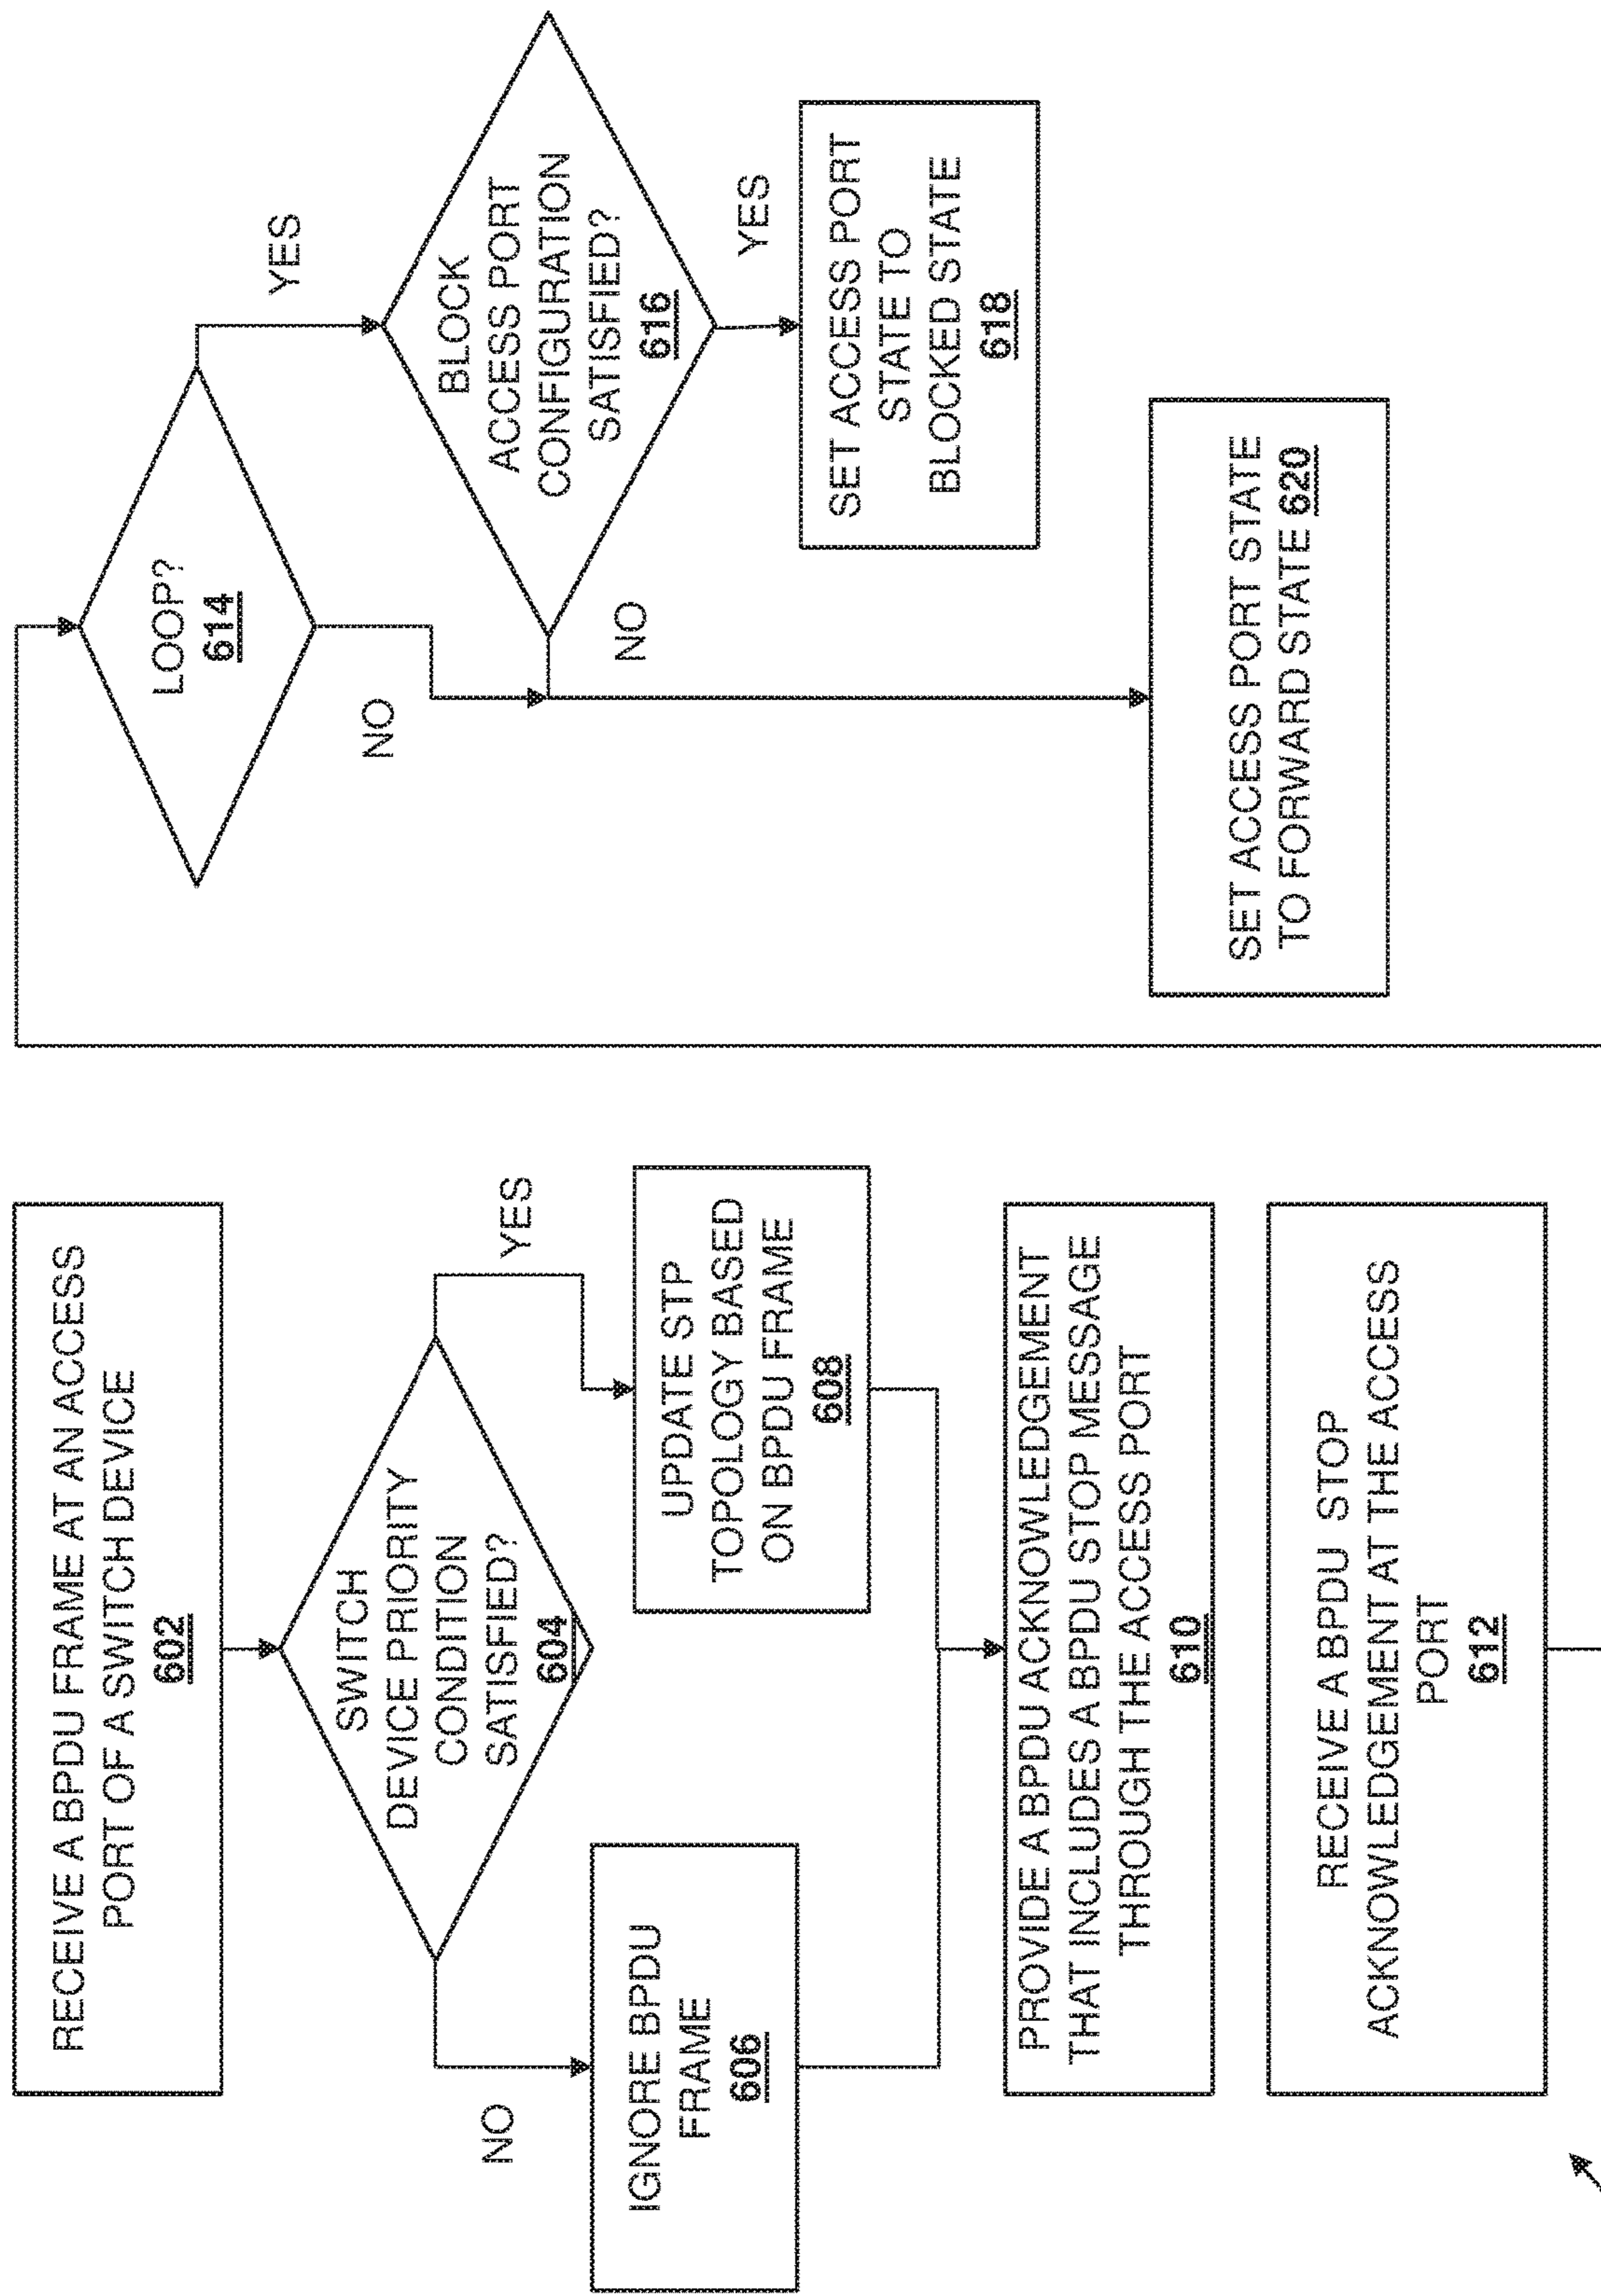 RECEIVE A BPDU FRAME AT AN ACCESS
PORT OF A SWITCH DEVICE
602
SWITCH
DEVICE PRIORITY
CONDITION
SATISFIED?
604
NO
YES
IGNORE BPDU
FRAME
606
UPDATE STP
TOPOLOGY BASED
ON BPDU FRAME
608
PROVIDE A BPDU ACKNOWLEDGEMENT
THAT INCLUDES A BPDU STOP MESSAGE
THROUGH THE ACCESS PORT
610
RECEIVE A BPDU STOP
ACKNOWLEDGEMENT AT THE ACCESS
PORT
612
LOOP?
614
NO
YES
BLOCK
ACCESS PORT
CONFIGURATION
SATISFIED?
616
NO
YES
SET ACCESS PORT
STATE TO
BLOCKED STATE
618
SET ACCESS PORT STATE
TO FORWARD STATE 620